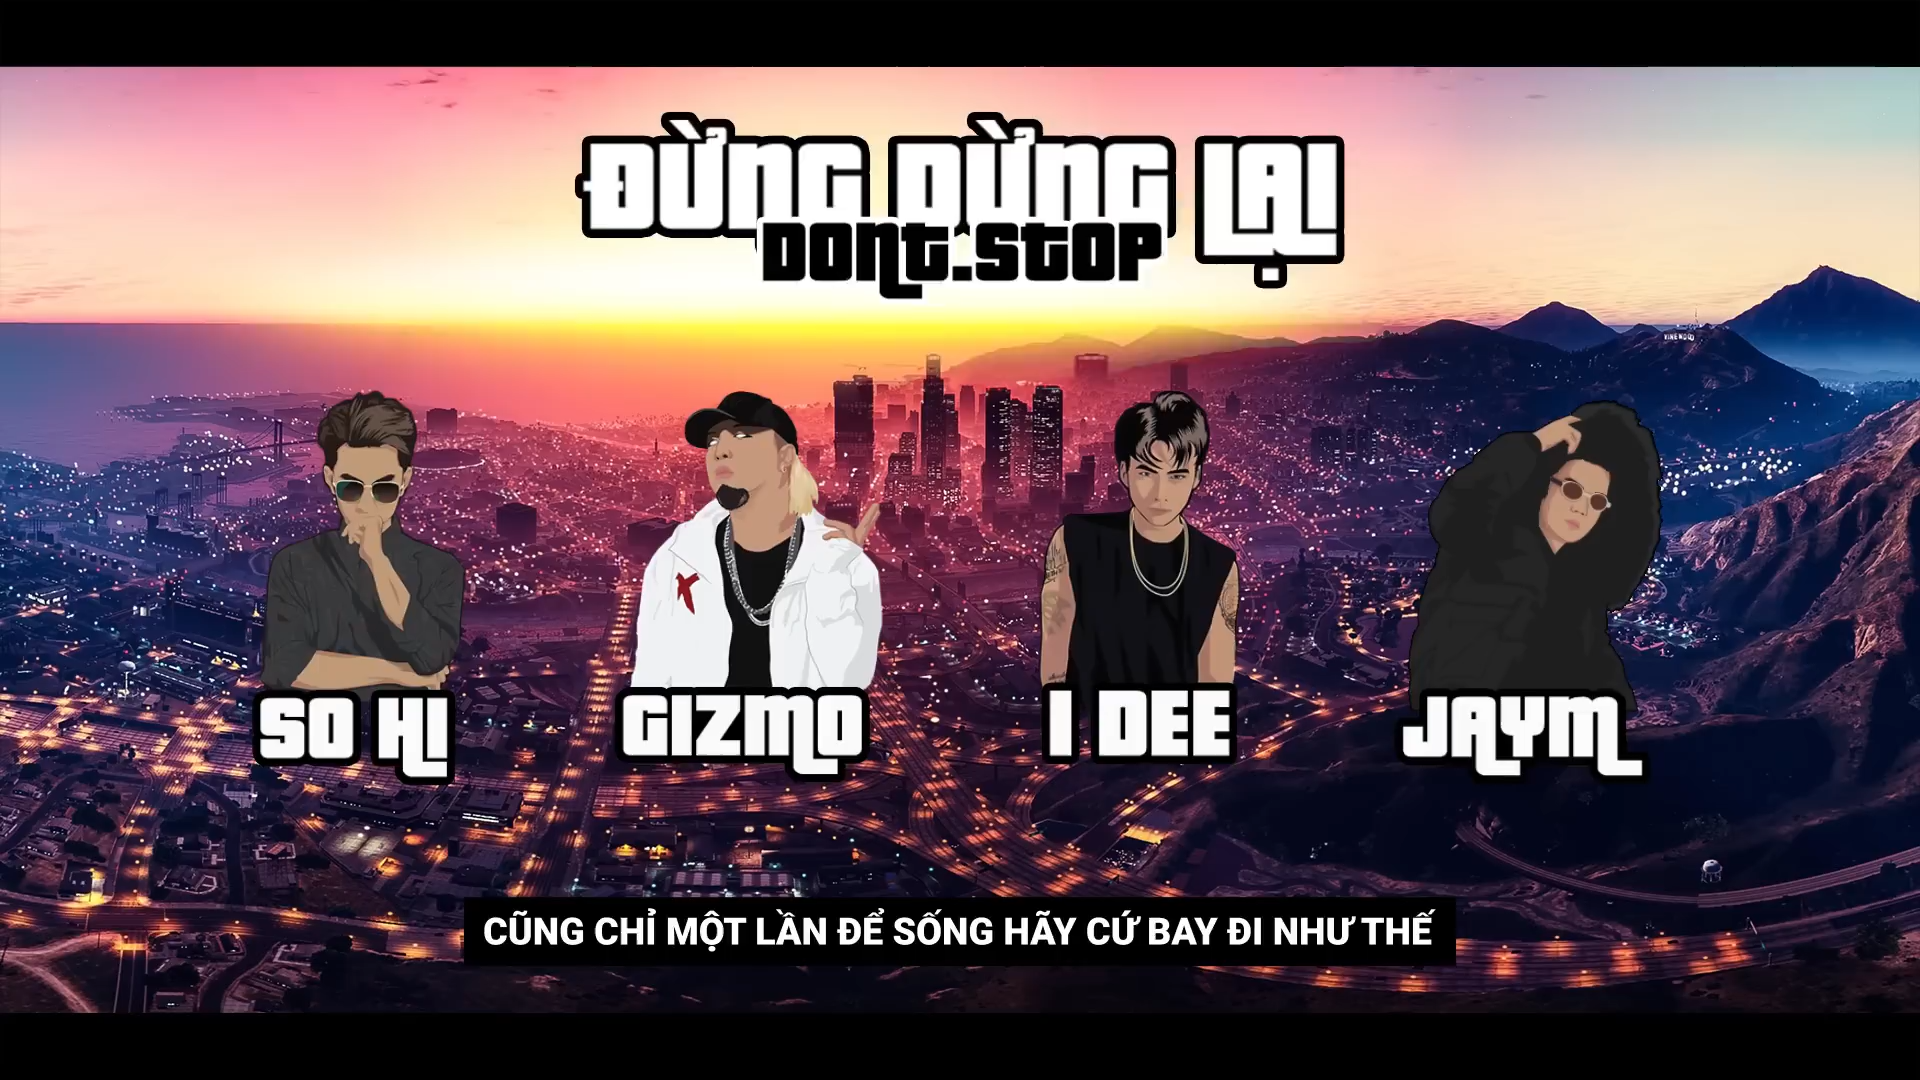 ĐỪNG DỪNG LẠI
DONT.STOP
VINEWOOD
SO HI
GIZMO
I DEE
JAYM
CŨNG CHỈ MỘT LẦN ĐỂ SỐNG HÃY CỨ BAY ĐI NHƯ THẾ